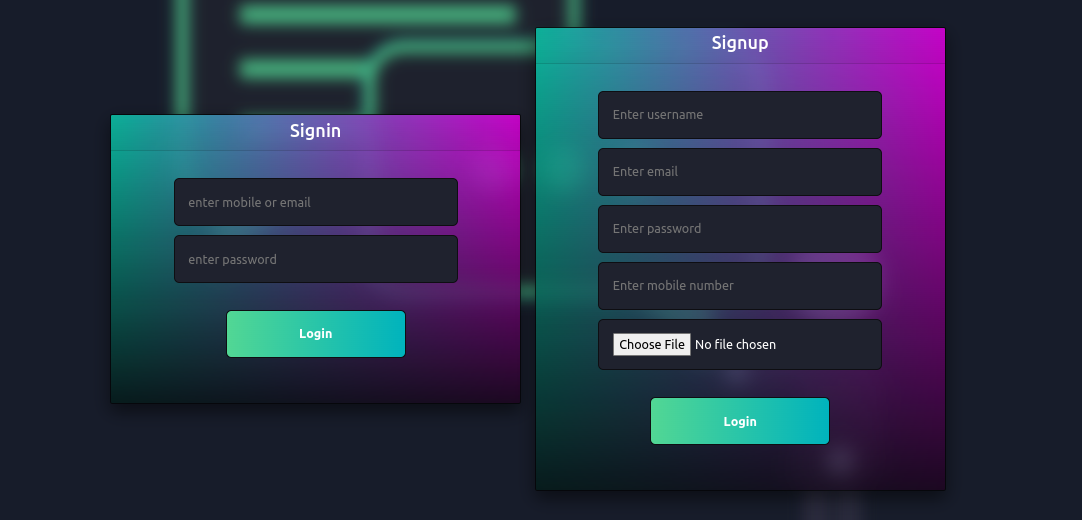 Signin
enter mobile or email
enter password
Login
Signup
Enter username
Enter email
Enter password
Enter mobile number
Choose File No file chosen
Login